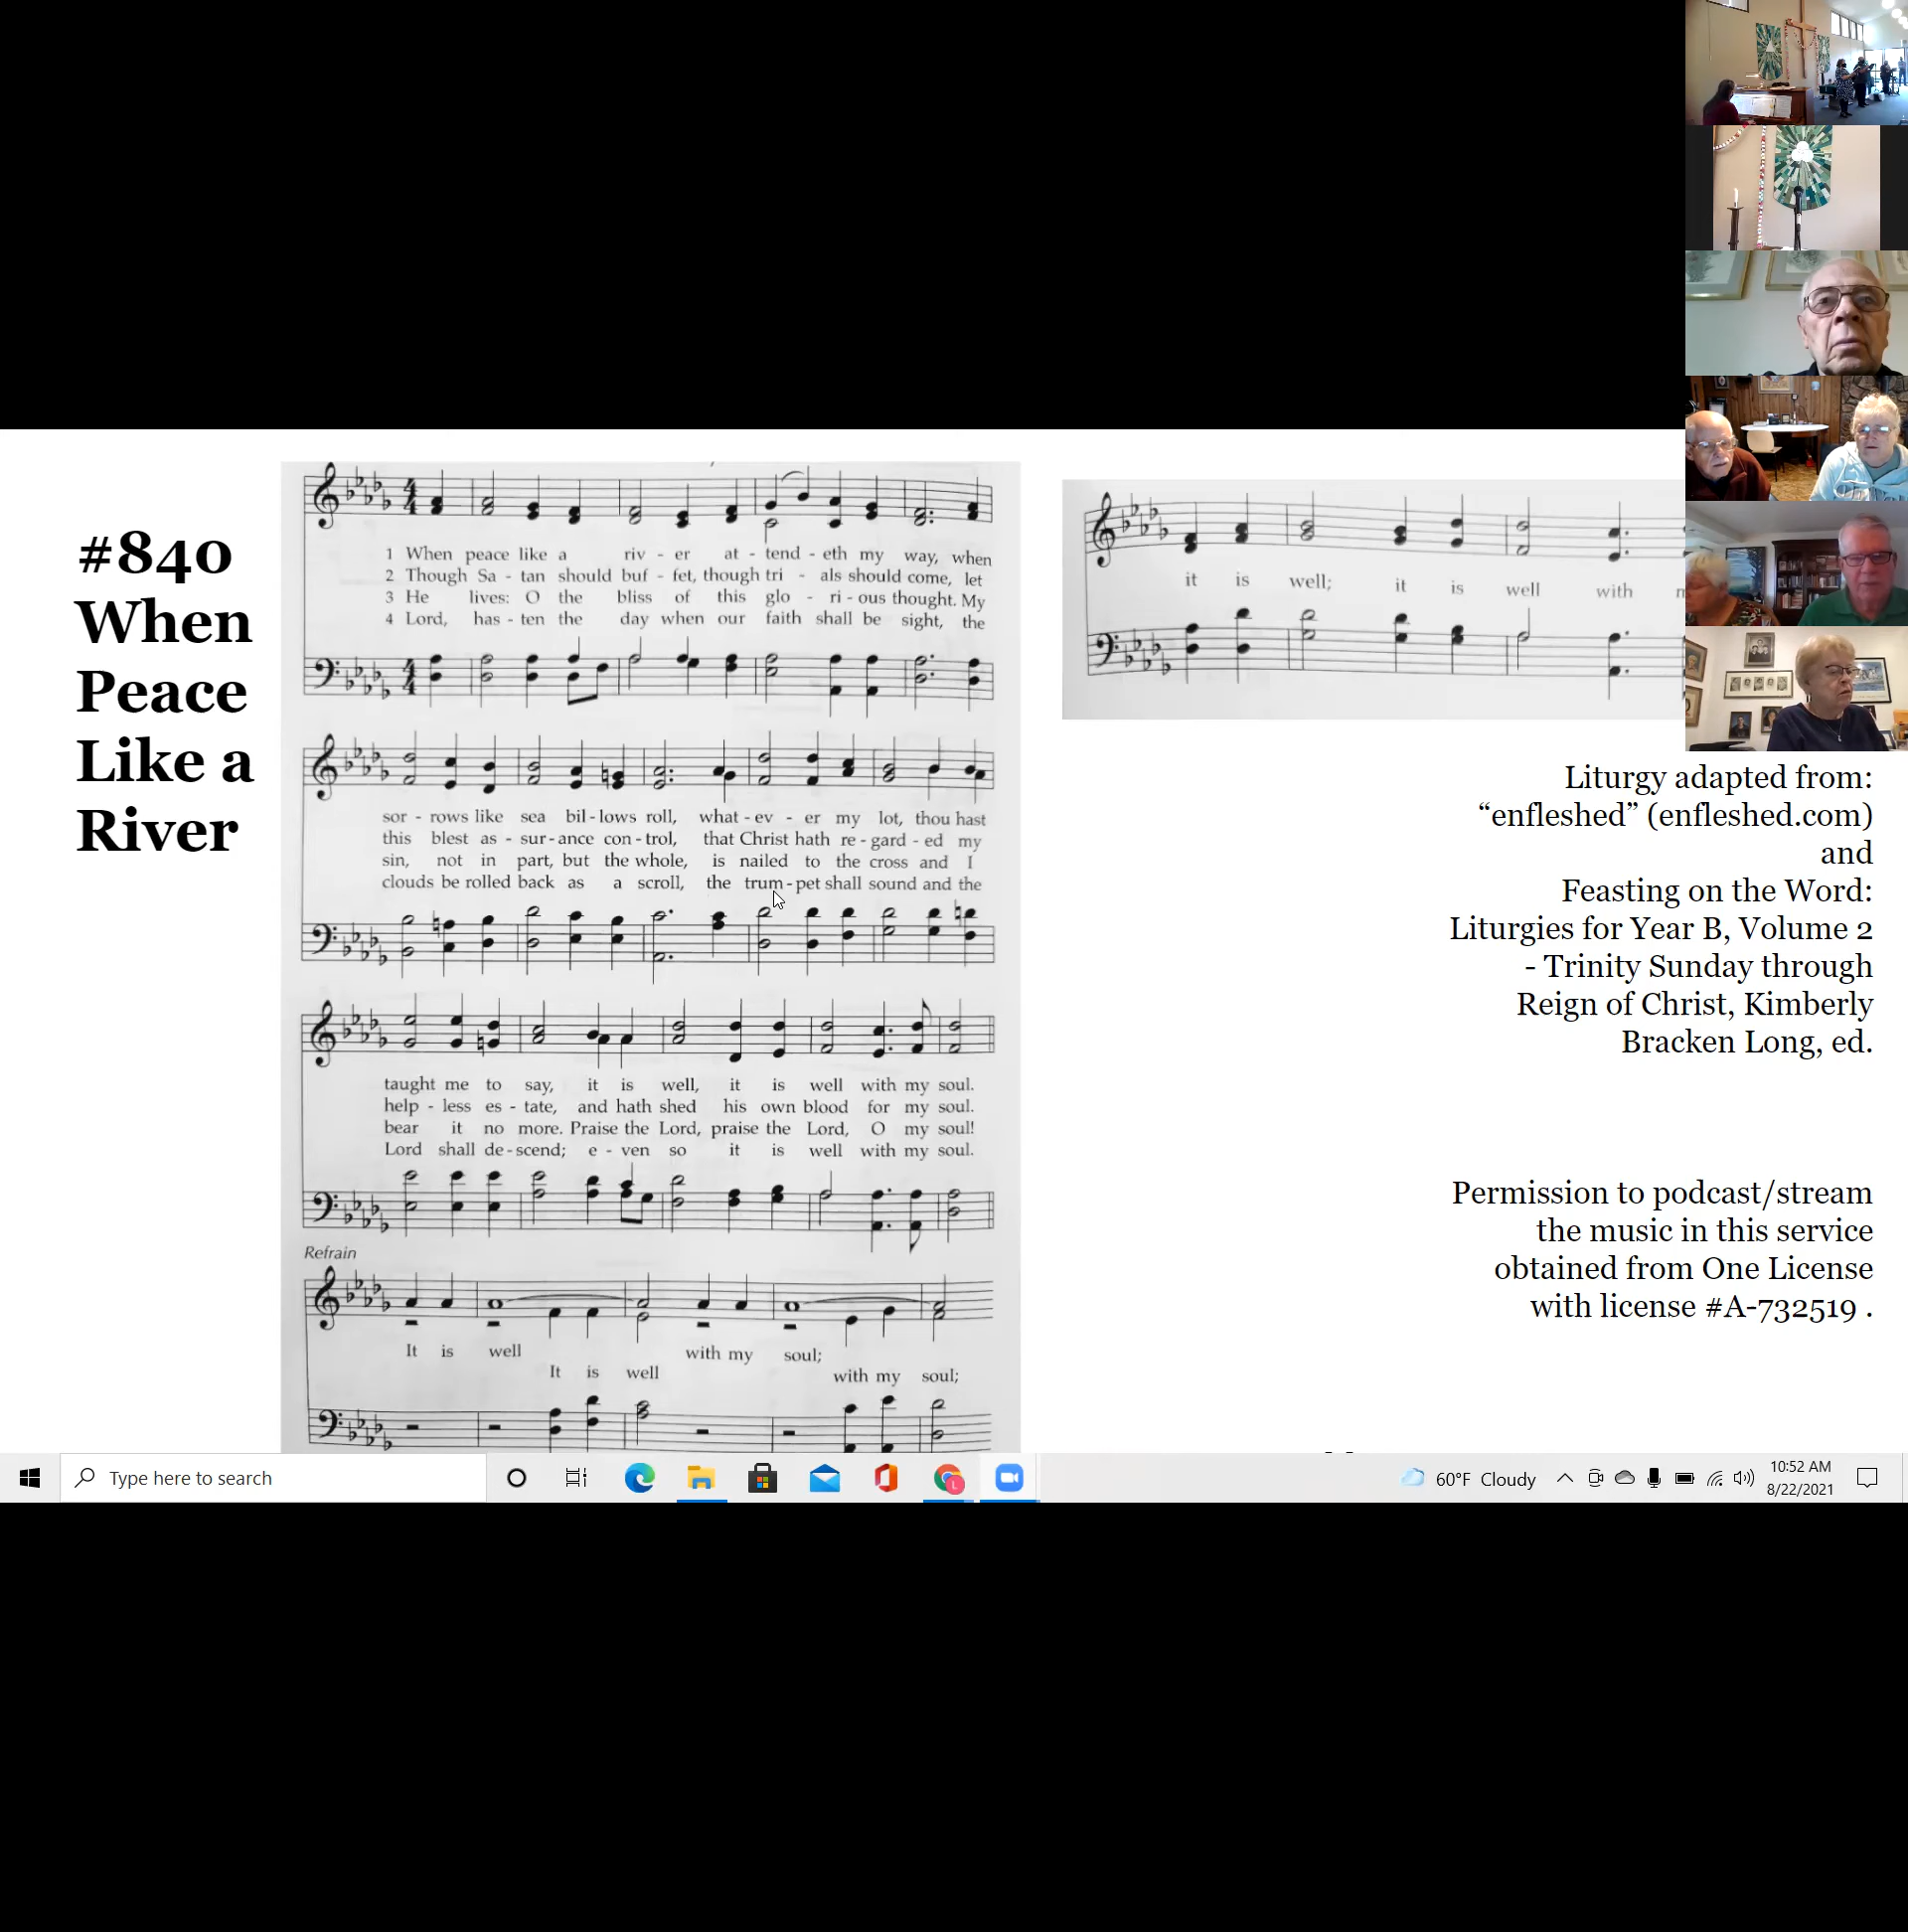 #840
When
Peace
Like a
River
1 When peace like a riv - er at - tend - eth my way, when
2 Though Sa - tan should buf - fet, though tri - als should come, let
3 He lives: O the bliss of this glo - ri - ous thought. My
4 Lord, has - ten the day when our faith shall be sight, the
sor - rows like sea bil - lows roll, what - ev - er my lot, thou hast
this blest as - sur - ance con - trol, that Christ hath re - gard - ed my
sin, not in part, but the whole, is nailed to the cross and I
clouds be rolled back as a scroll, the trum - pet shall sound and the
taught me to say, it is well, it is well with my soul.
help - less es - tate, and hath shed his own blood for my soul.
bear it no more. Praise the Lord, praise the Lord, O my soul!
Lord shall de - scend; e - ven so it is well with my soul.
Refrain
It is well with my soul;
It is well with my soul;
it is well; it is well with
Liturgy adapted from:
“enfleshed” (enfleshed.com)
and
Feasting on the Word:
Liturgies for Year B, Volume 2
- Trinity Sunday through
Reign of Christ, Kimberly
Bracken Long, ed.
Permission to podcast/stream
the music in this service
obtained from One License
with license #A-732519 .
Type here to search
L
60°F Cloudy
10:52 AM
8/22/2021